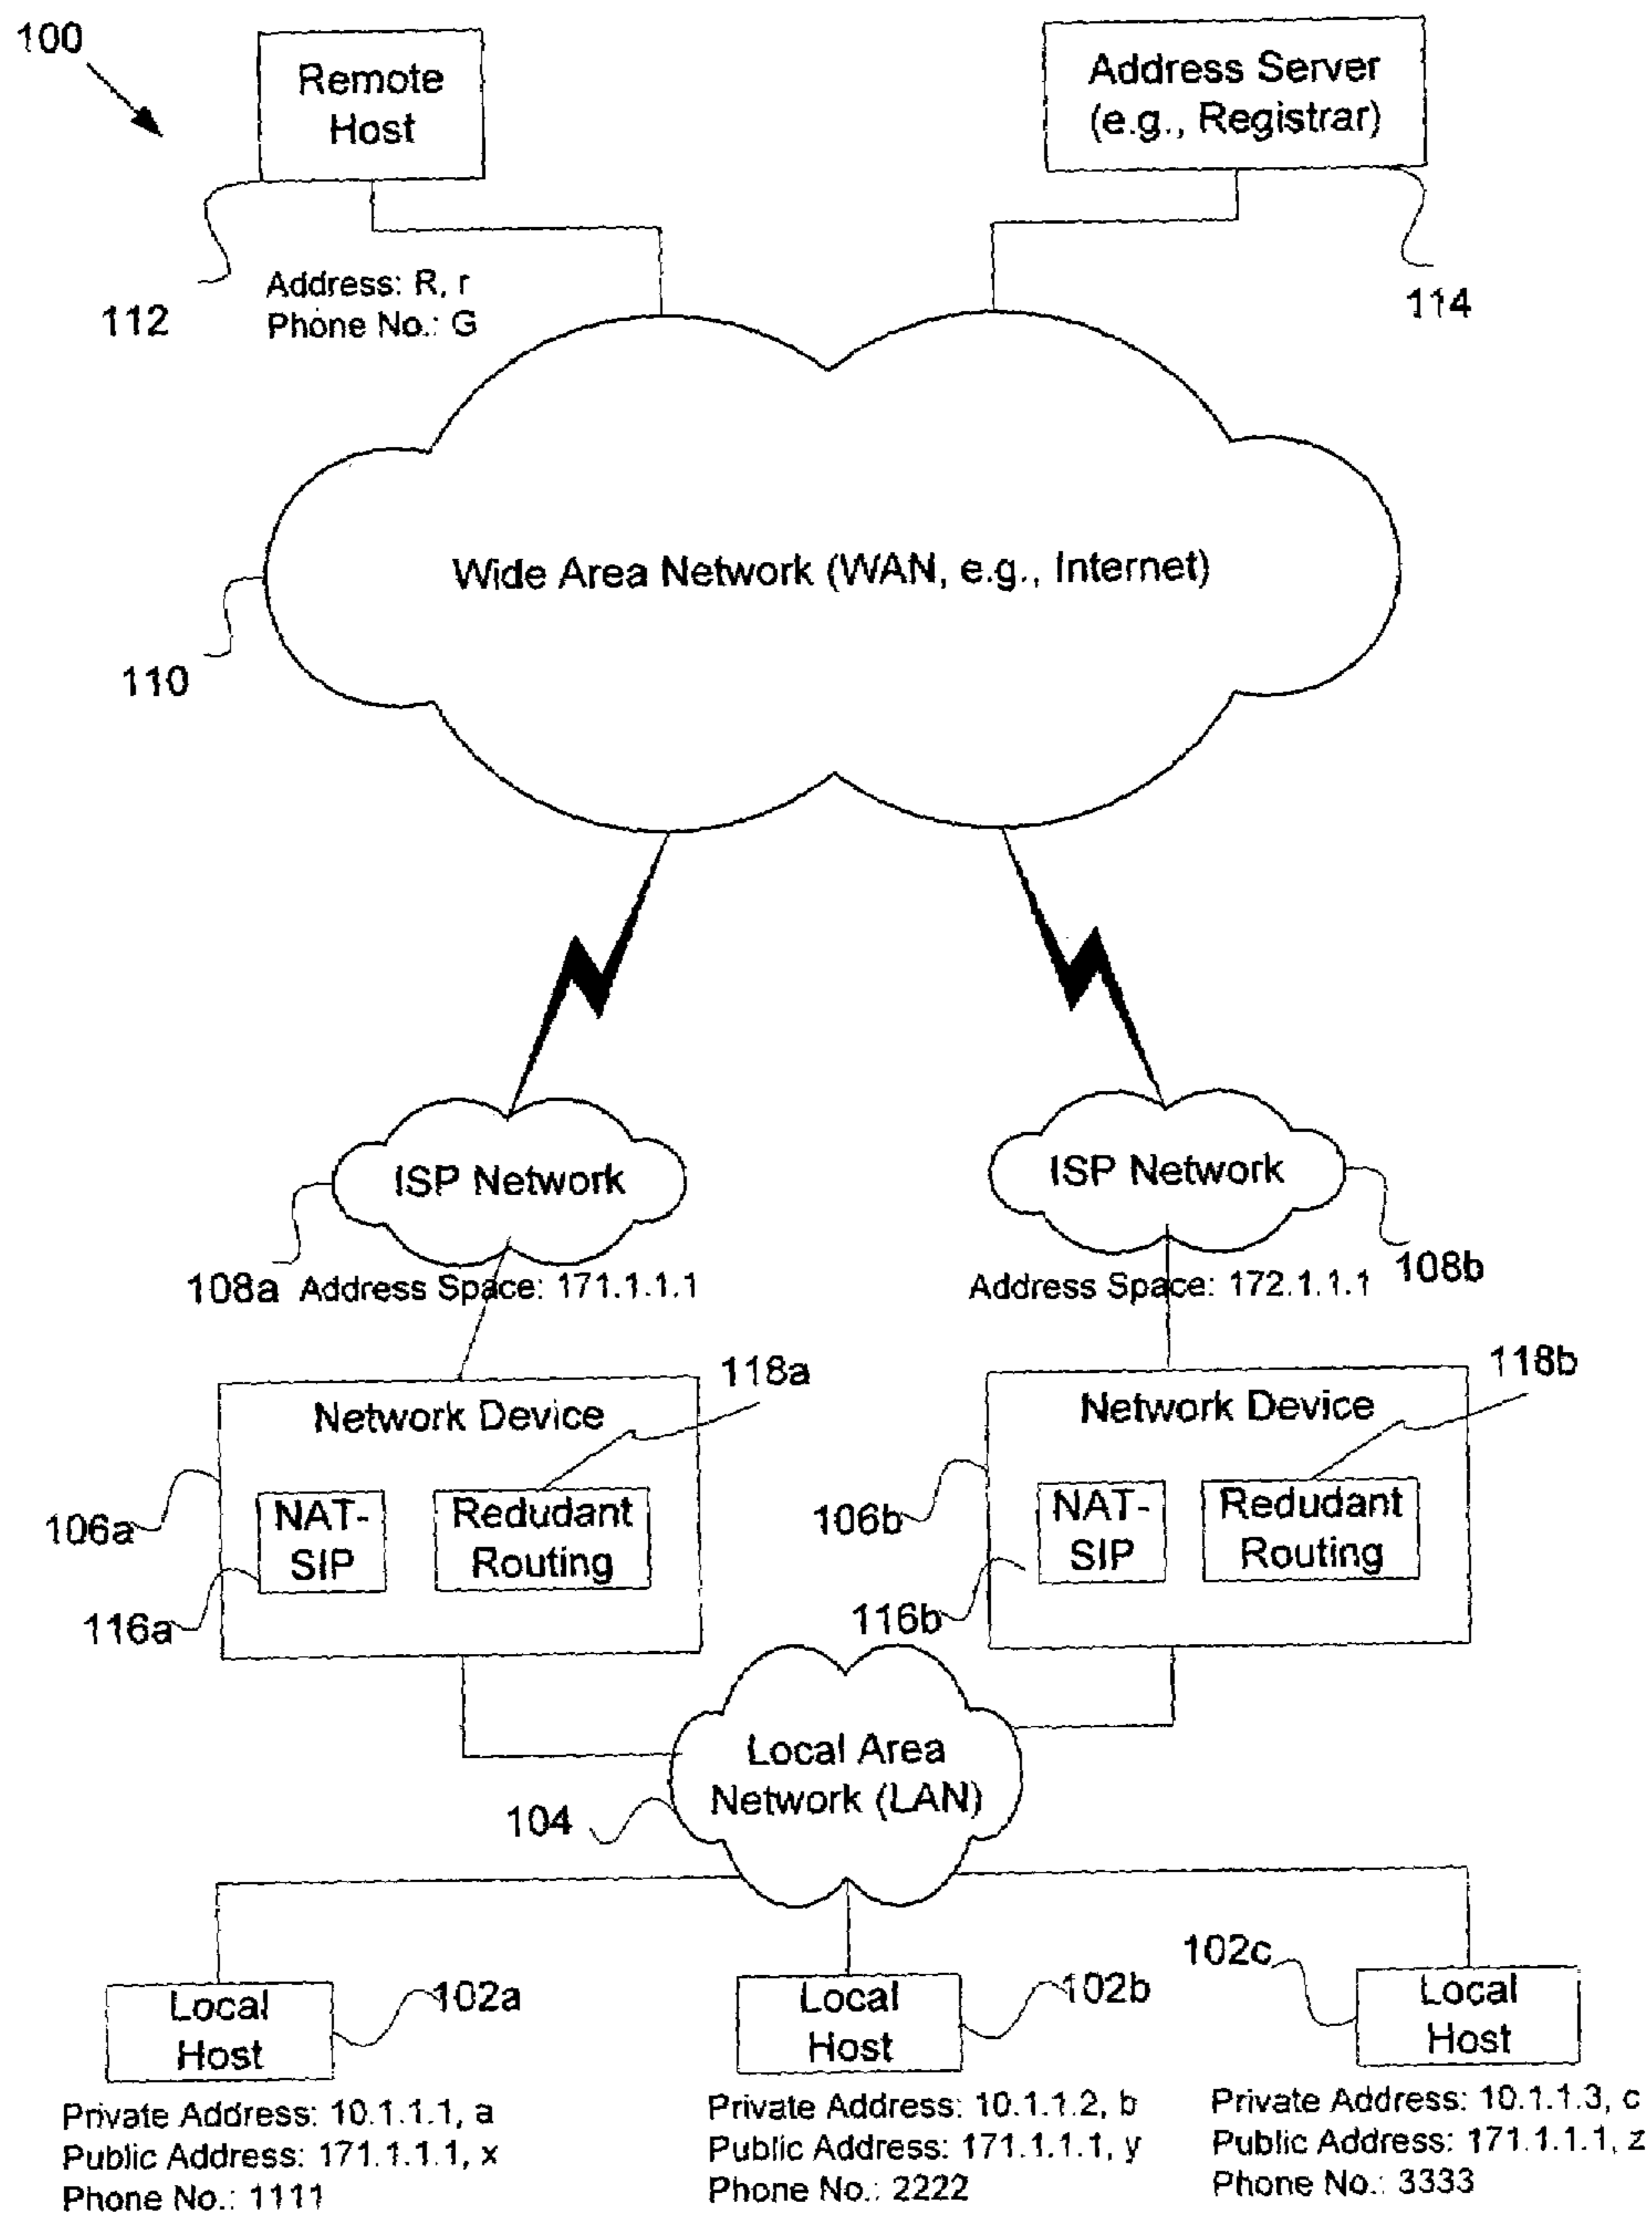 100
Remote
Host
Address Server
(e.g., Registrar)
112
Address: R, r
Phone No.: G
114
Wide Area Network (WAN, e.g., Internet)
110
ISP Network
ISP Network
108a
Address Space: 171.1.1.1
Address Space: 172.1.1.1
108b
118a
118b
Network Device
Network Device
NAT-
SIP
Redudant
Routing
NAT-
SIP
Redudant
Routing
106a
106b
116a
116b
Local Area
Network (LAN)
104
Local
Host
102a
Local
Host
102b
102c
Local
Host
Private Address: 10.1.1.1, a
Public Address: 171.1.1.1, x
Phone No.: 1111
Private Address: 10.1.1.2, b
Public Address: 171.1.1.1, y
Phone No.: 2222
Private Address: 10.1.1.3, c
Public Address: 171.1.1.1, z
Phone No.: 3333